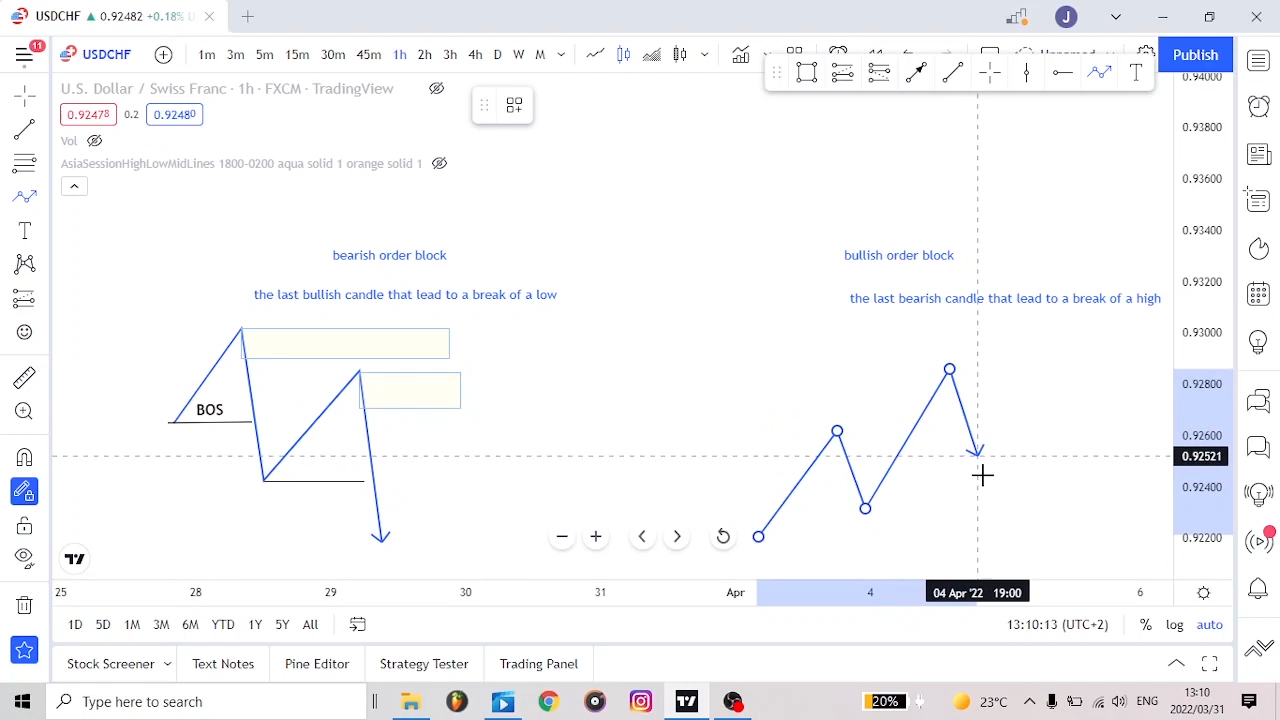 USDCHF ▲ 0.92482 +0.18% U
J
11
USDCHF
1m 3m 5m 15m 30m 45m 1h 2h 3h 4h D W M
Publish
U.S. Dollar / Swiss Franc · 1h · FXCM · TradingView
0.92478 0.2 0.92480
Vol
AsiaSessionHighLowMidLines 1800-0200 aqua solid 1 orange solid 1
bearish order block
the last bullish candle that lead to a break of a low
bullish order block
the last bearish candle that lead to a break of a high
BOS
0.94000
0.93800
0.93600
0.93400
0.93200
0.93000
0.92800
0.92600
0.92521
0.92400
0.92200
25 28 29 30 31 Apr 4 04 Apr '22 19:00 6
1D 5D 1M 3M 6M YTD 1Y 5Y All
13:10:13 (UTC+2) % log auto
Stock Screener Text Notes Pine Editor Strategy Tester Trading Panel
Type here to search
20% 23°C ENG
13:10
2022/03/31